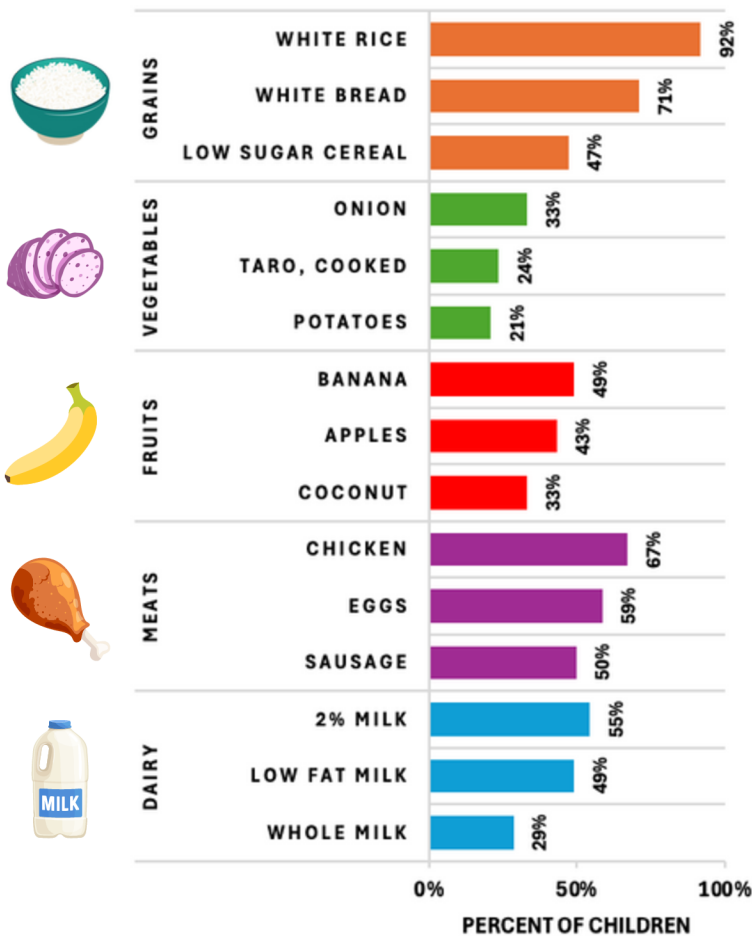 GRAINS
WHITE RICE 92%
WHITE BREAD 71%
LOW SUGAR CEREAL 47%
VEGETABLES
ONION 33%
TARO, COOKED 24%
POTATOES 21%
FRUITS
BANANA 49%
APPLES 43%
COCONUT 33%
MEATS
CHICKEN 67%
EGGS 59%
SAUSAGE 50%
DAIRY
MILK
2% MILK 55%
LOW FAT MILK 49%
WHOLE MILK 29%
0% 50% 100%
PERCENT OF CHILDREN